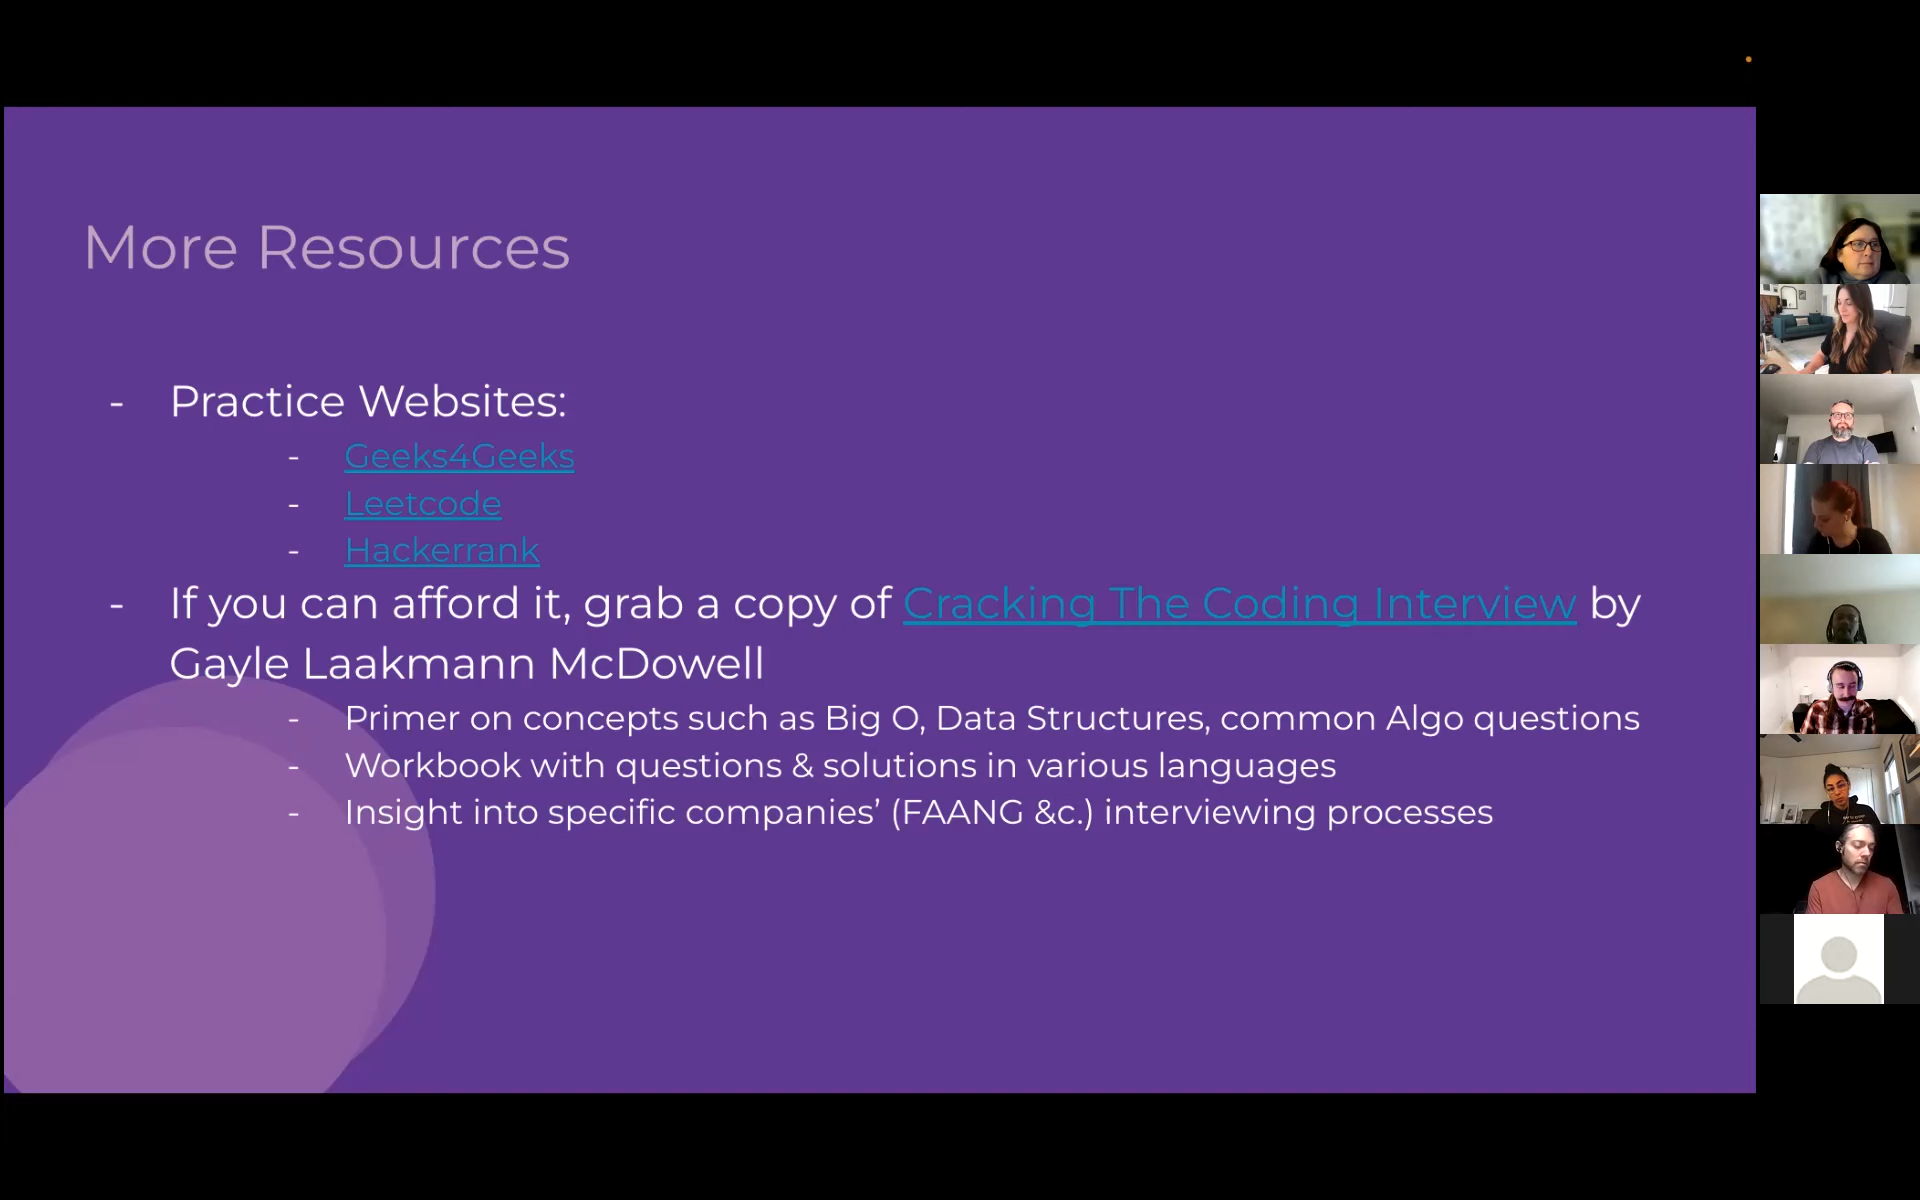 More Resources
- Practice Websites:
- Geeks4Geeks
- Leetcode
- Hackerrank
- If you can afford it, grab a copy of Cracking The Coding Interview by
Gayle Laakmann McDowell
- Primer on concepts such as Big O, Data Structures, common Algo questions
- Workbook with questions & solutions in various languages
- Insight into specific companies’ (FAANG &c.) interviewing processes